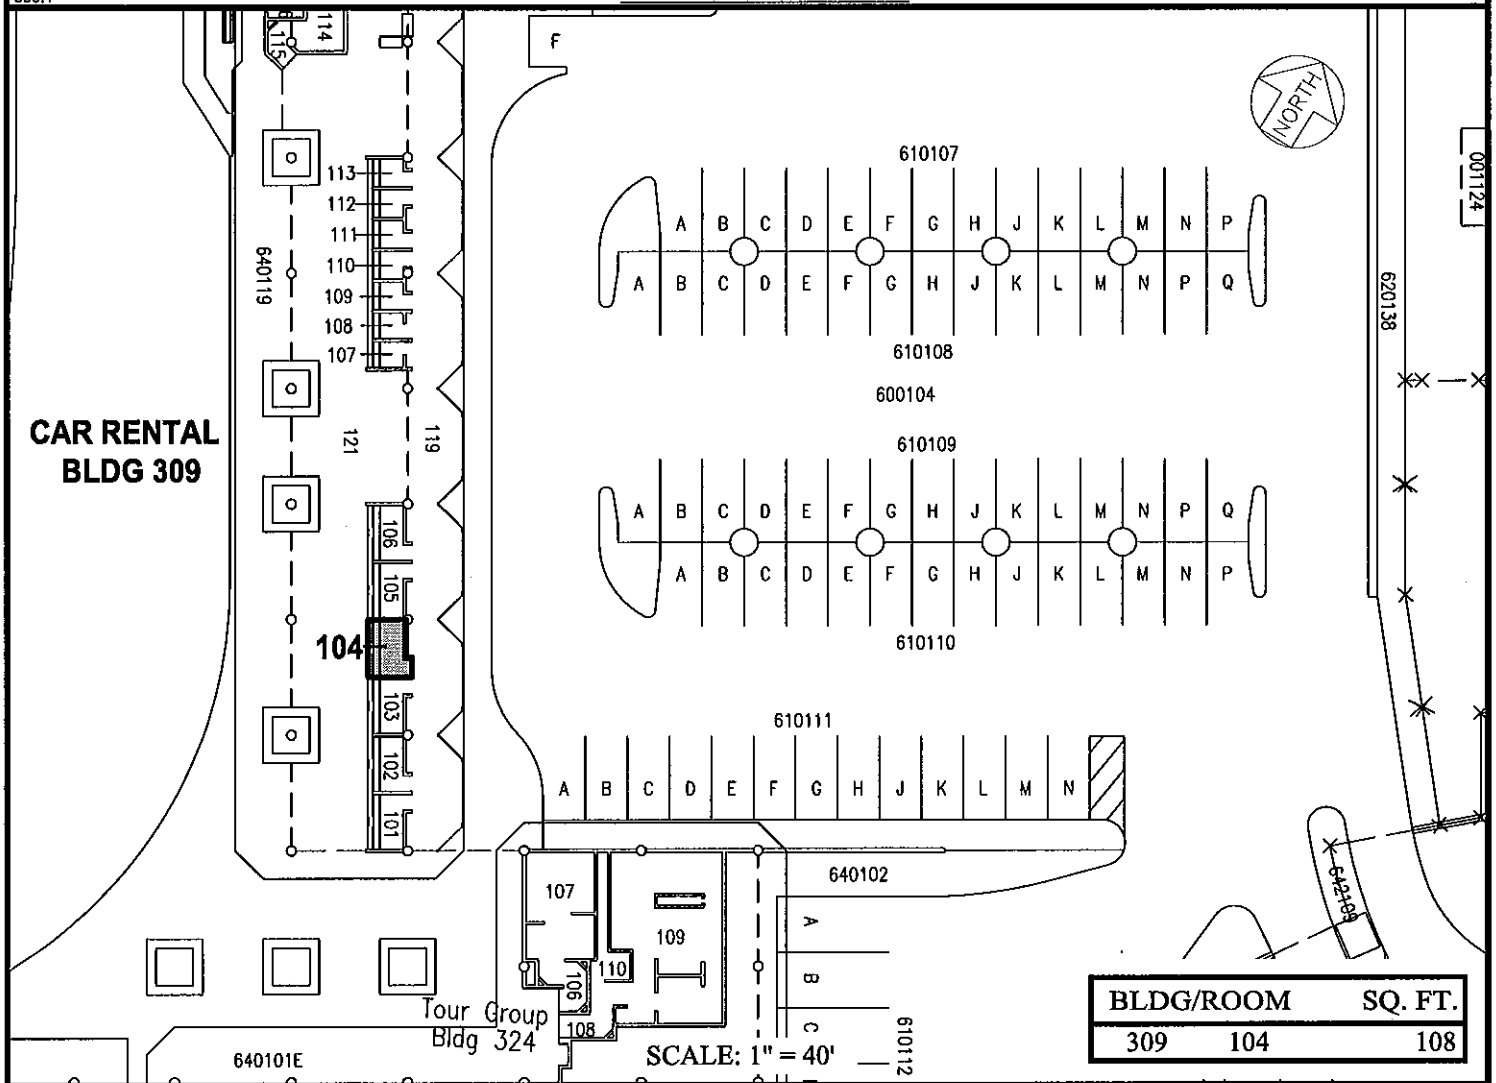 114
115
F
NORTH
001124
610107
A B C D E F G H J K L M N P
A B C D E F G H J K L M N P Q
610108
600104
610109
A B C D E F G H J K L M N P Q
A B C D E F G H J K L M N P
610110
620138
113
112
111
110
109
108
107
640119
121
119
CAR RENTAL
BLDG 309
106
105
104
103
102
101
610111
A B C D E F G H J K L M N
640102
642109
107
109
110
106
108
A
B
C
610112
Tour Group
Bldg 324
640101E
SCALE: 1" = 40'
BLDG/ROOM SQ. FT.
309 104 108